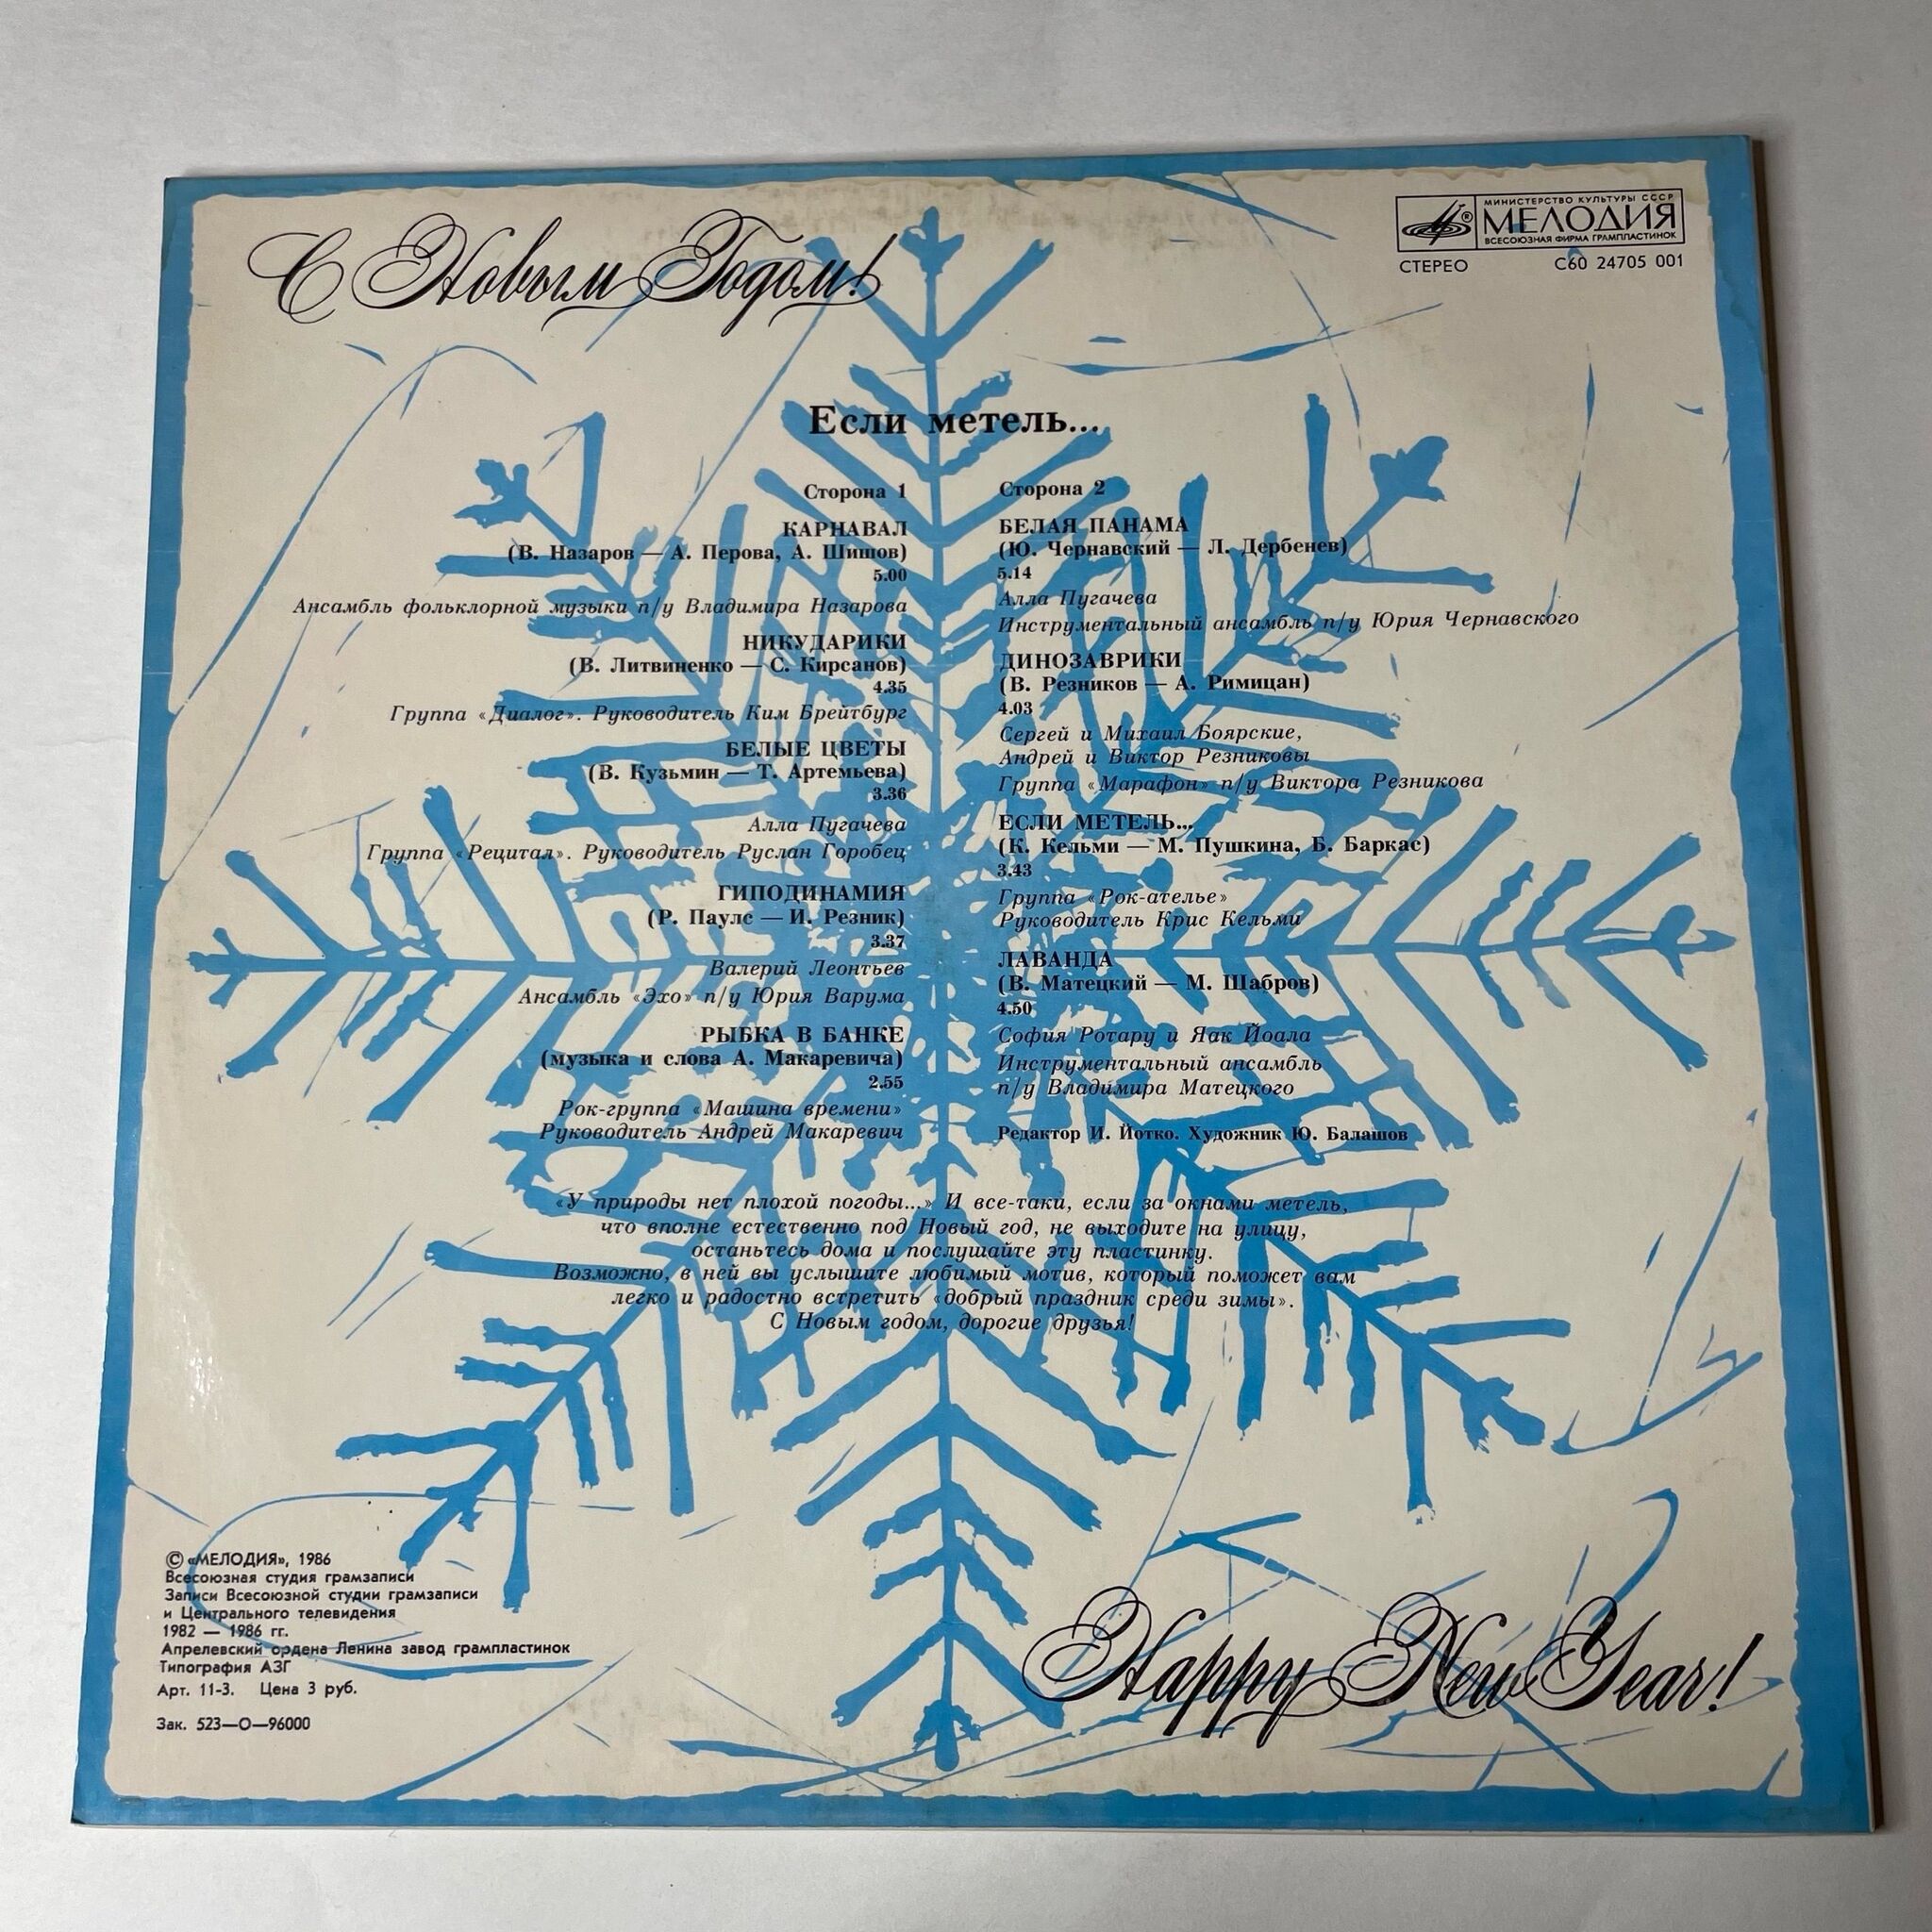 С Новым Годом!
МИНИСТЕРСТВО КУЛЬТУРЫ СССР
МЕЛОДИЯ
ВСЕСОЮЗНАЯ ФИРМА ГРАМПЛАСТИНОК
СТЕРЕО С60 24705 001
Если метель...
Сторона 1
КАРНАВАЛ
(В. Назаров — А. Перова, А. Шишов)
5.00
Ансамбль фольклорной музыки п/у Владимира Назарова
НИКУДАРИКИ
(В. Литвиненко — С. Кирсанов)
4.35
Группа «Диалог». Руководитель Ким Брейтбург
БЕЛЫЕ ЦВЕТЫ
(В. Кузьмин — Т. Артемьева)
3.36
Алла Пугачева
Группа «Рецитал». Руководитель Руслан Горобец
ГИПОДИНАМИЯ
(Р. Паулс — И. Резник)
3.37
Валерий Леонтьев
Ансамбль «Эхо» п/у Юрия Варума
РЫБКА В БАНКЕ
(музыка и слова А. Макаревича)
2.55
Рок-группа «Машина времени»
Руководитель Андрей Макаревич
Сторона 2
БЕЛАЯ ПАНАМА
(Ю. Чернавский — Л. Дербенев)
5.14
Алла Пугачева
Инструментальный ансамбль п/у Юрия Чернавского
ДИНОЗАВРИКИ
(В. Резников — А. Римицан)
4.03
Сергей и Михаил Боярские,
Андрей и Виктор Резниковы
Группа «Марафон» п/у Виктора Резникова
ЕСЛИ МЕТЕЛЬ...
(К. Кельми — М. Пушкина, Б. Баркас)
3.43
Группа «Рок-ателье»
Руководитель Крис Кельми
ЛАВАНДА
(В. Матецкий — М. Шабров)
4.50
София Ротару и Яак Йоала
Инструментальный ансамбль
п/у Владимира Матецкого
Редактор И. Йотко. Художник Ю. Балашов
«У природы нет плохой погоды...» И все-таки, если за окнами метель,
что вполне естественно под Новый год, не выходите на улицу,
останьтесь дома и послушайте эту пластинку.
Возможно, в ней вы услышите любимый мотив, который поможет вам
легко и радостно встретить «добрый праздник среди зимы».
С Новым годом, дорогие друзья!
© «МЕЛОДИЯ», 1986
Всесоюзная студия грамзаписи
Записи Всесоюзной студии грамзаписи
и Центрального телевидения
1982 — 1986 гг.
Апрелевский ордена Ленина завод грампластинок
Типография АЗГ
Арт. 11-3. Цена 3 руб.
Зак. 523—О—96000
Happy New Year!